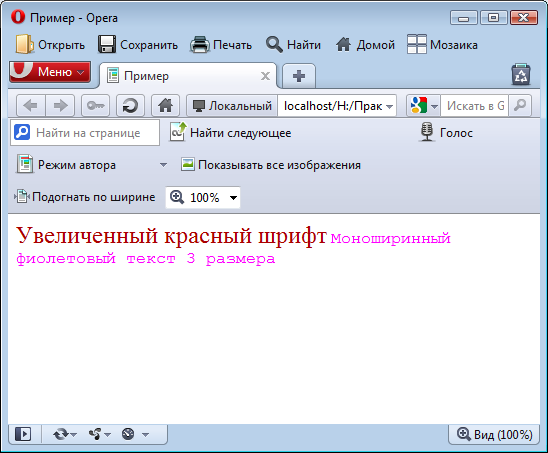 Пример - Opera
Открыть Сохранить Печать Найти Домой Мозаика
Меню Пример
Локальный localhost/H:/Прак Искать в G
Найти на странице Найти следующее Голос
Режим автора Показывать все изображения
Подогнать по ширине 100%
Увеличенный красный шрифт Моноширинный
фиолетовый текст 3 размера
Вид (100%)